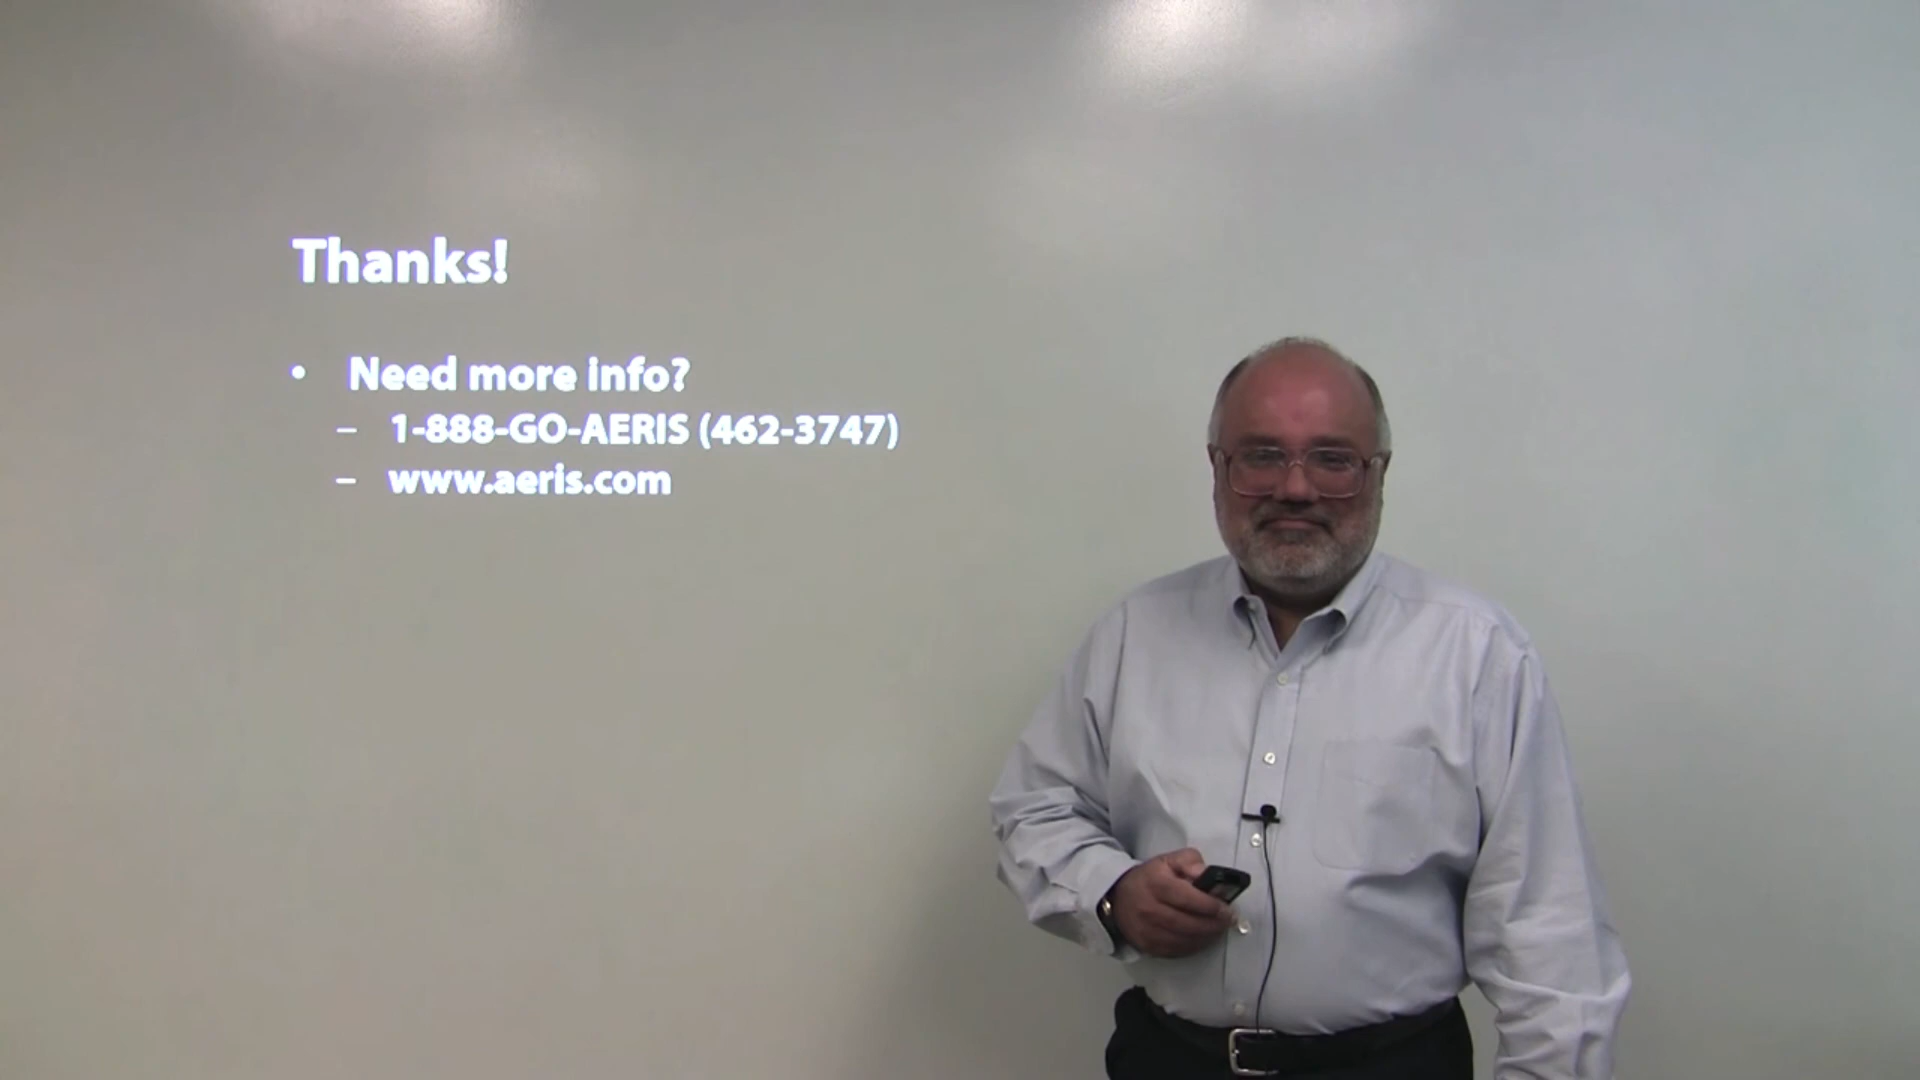 Thanks!
• Need more info?
– 1-888-GO-AERIS (462-3747)
– www.aeris.com